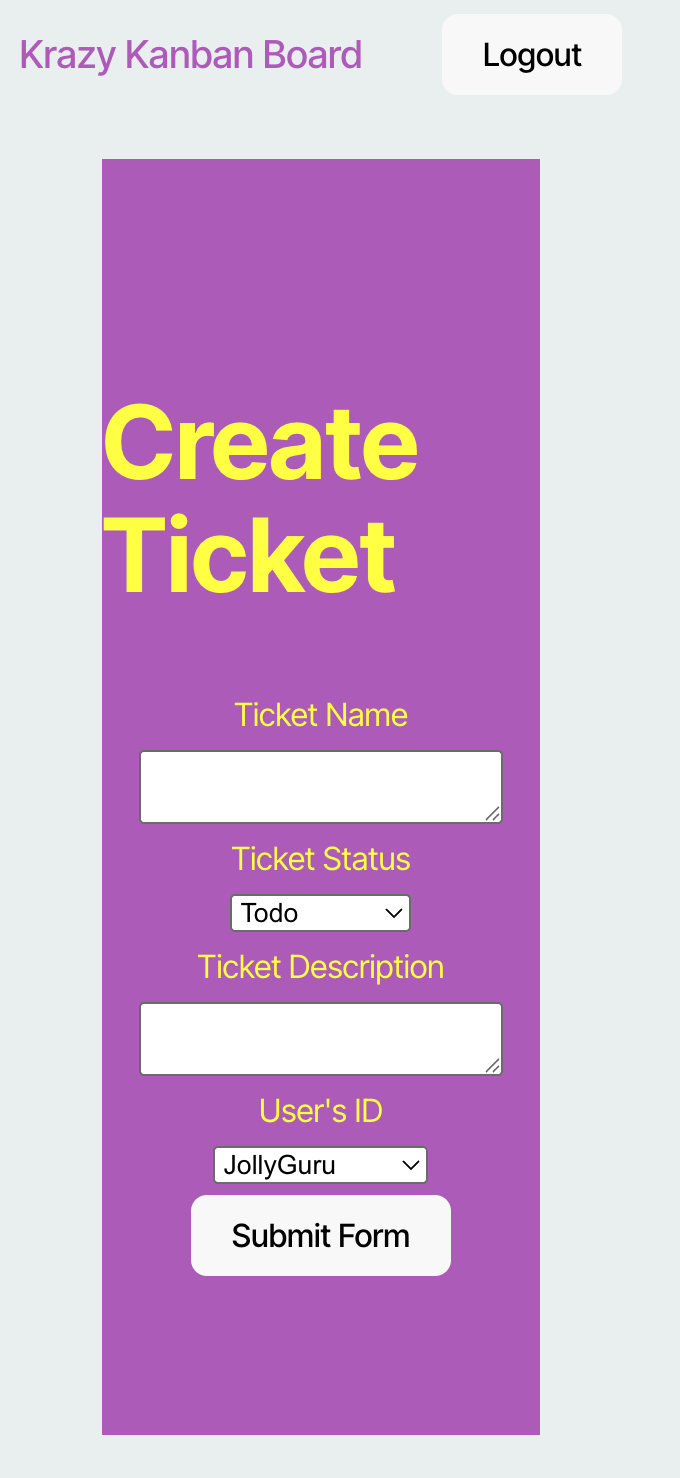 Krazy Kanban Board
Logout
Create
Ticket
Ticket Name
Ticket Status
Todo
Ticket Description
User's ID
JollyGuru
Submit Form